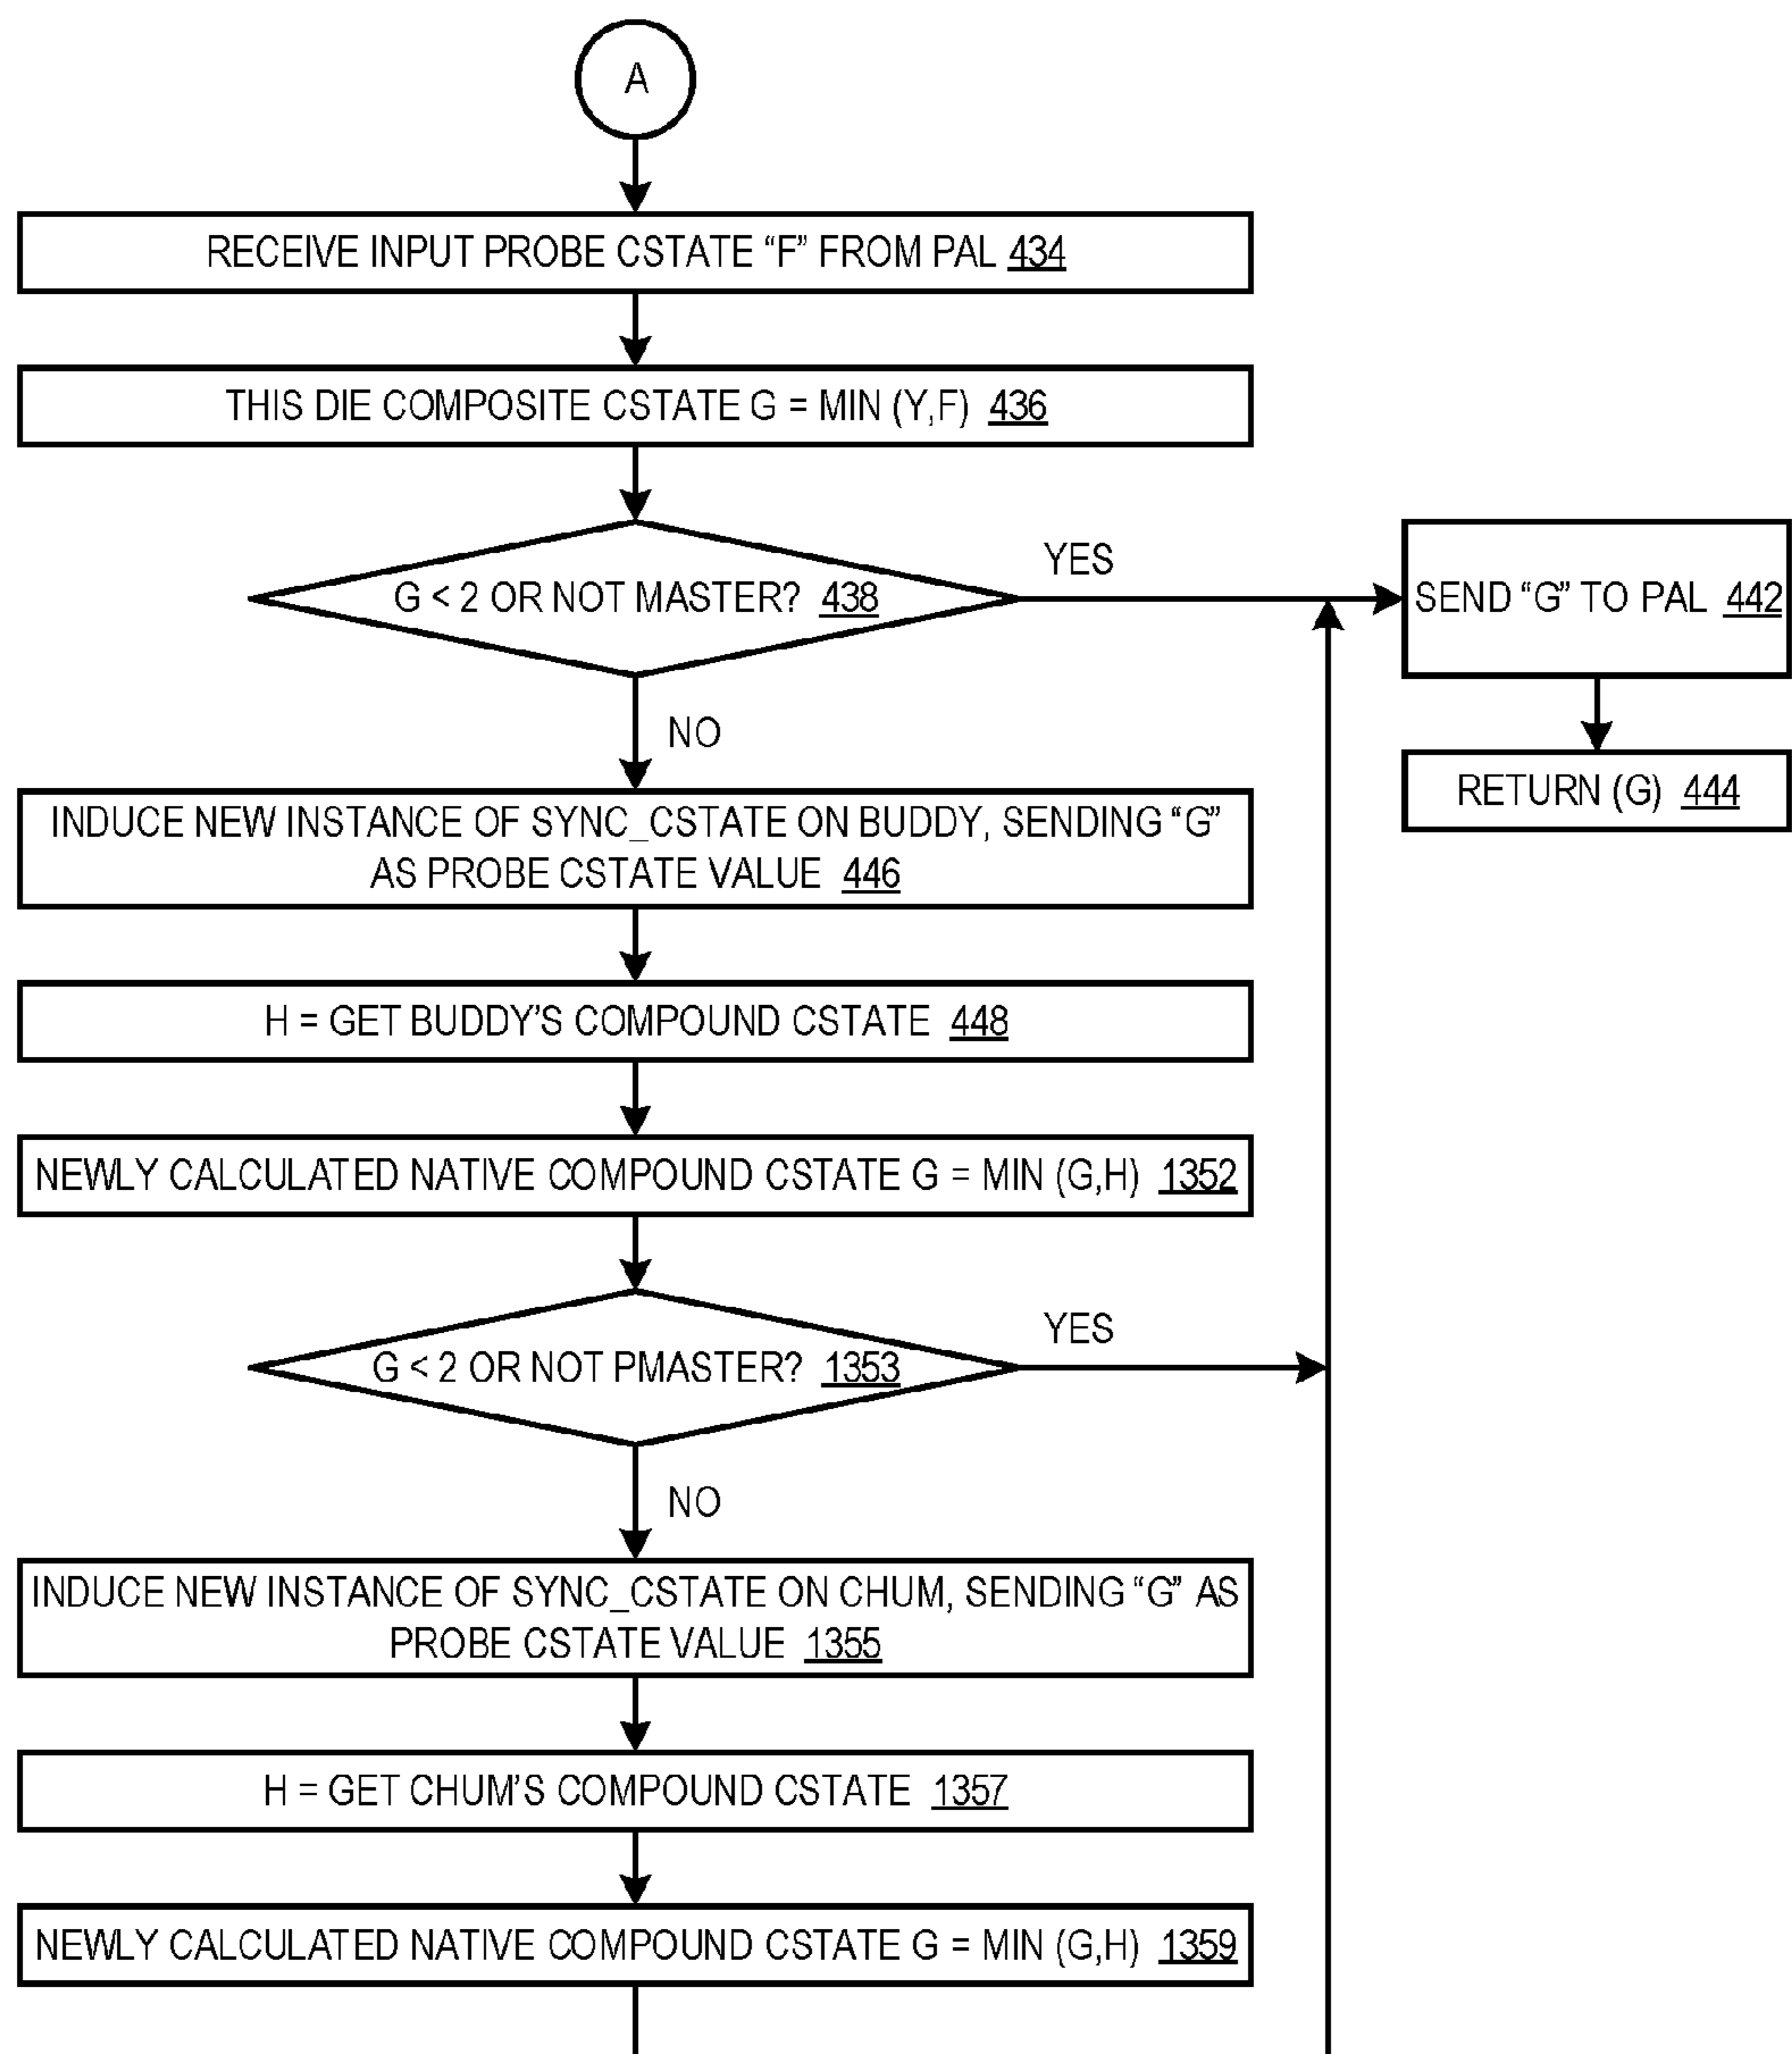 A
RECEIVE INPUT PROBE CSTATE “F” FROM PAL 434
THIS DIE COMPOSITE CSTATE G = MIN (Y,F) 436
G < 2 OR NOT MASTER? 438
YES
SEND “G” TO PAL 442
RETURN (G) 444
NO
INDUCE NEW INSTANCE OF SYNC_CSTATE ON BUDDY, SENDING “G”
AS PROBE CSTATE VALUE 446
H = GET BUDDY’S COMPOUND CSTATE 448
NEWLY CALCULATED NATIVE COMPOUND CSTATE G = MIN (G,H) 1352
G < 2 OR NOT PMASTER? 1353
YES
NO
INDUCE NEW INSTANCE OF SYNC_CSTATE ON CHUM, SENDING “G” AS
PROBE CSTATE VALUE 1355
H = GET CHUM’S COMPOUND CSTATE 1357
NEWLY CALCULATED NATIVE COMPOUND CSTATE G = MIN (G,H) 1359